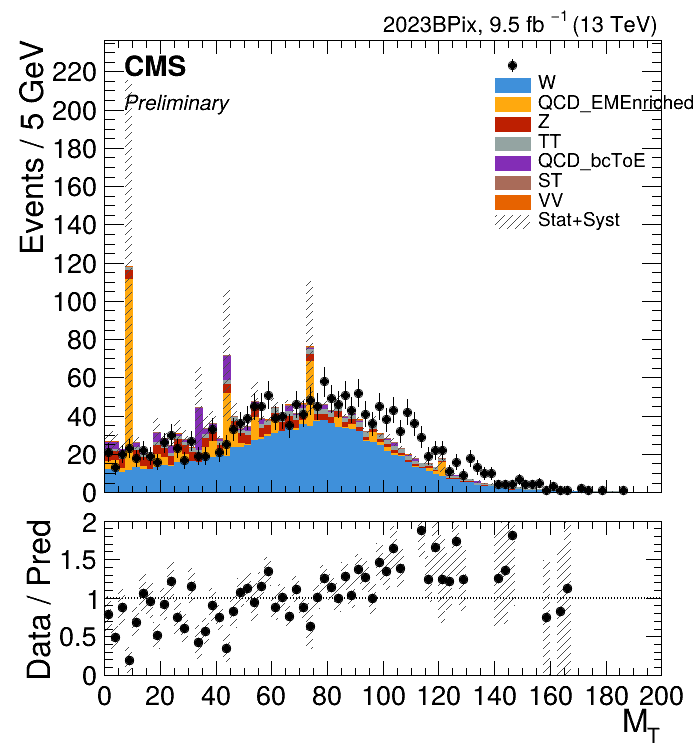 2023BPix, 9.5 fb⁻¹ (13 TeV)
Events / 5 GeV
CMS
Preliminary
W
QCD_EMEnriched
Z
TT
QCD_bcToE
ST
VV
Stat+Syst
220
200
180
160
140
120
100
80
60
40
20
0
Data / Pred
2
1.5
1
0.5
0
0 20 40 60 80 100 120 140 160 180 200
M_T